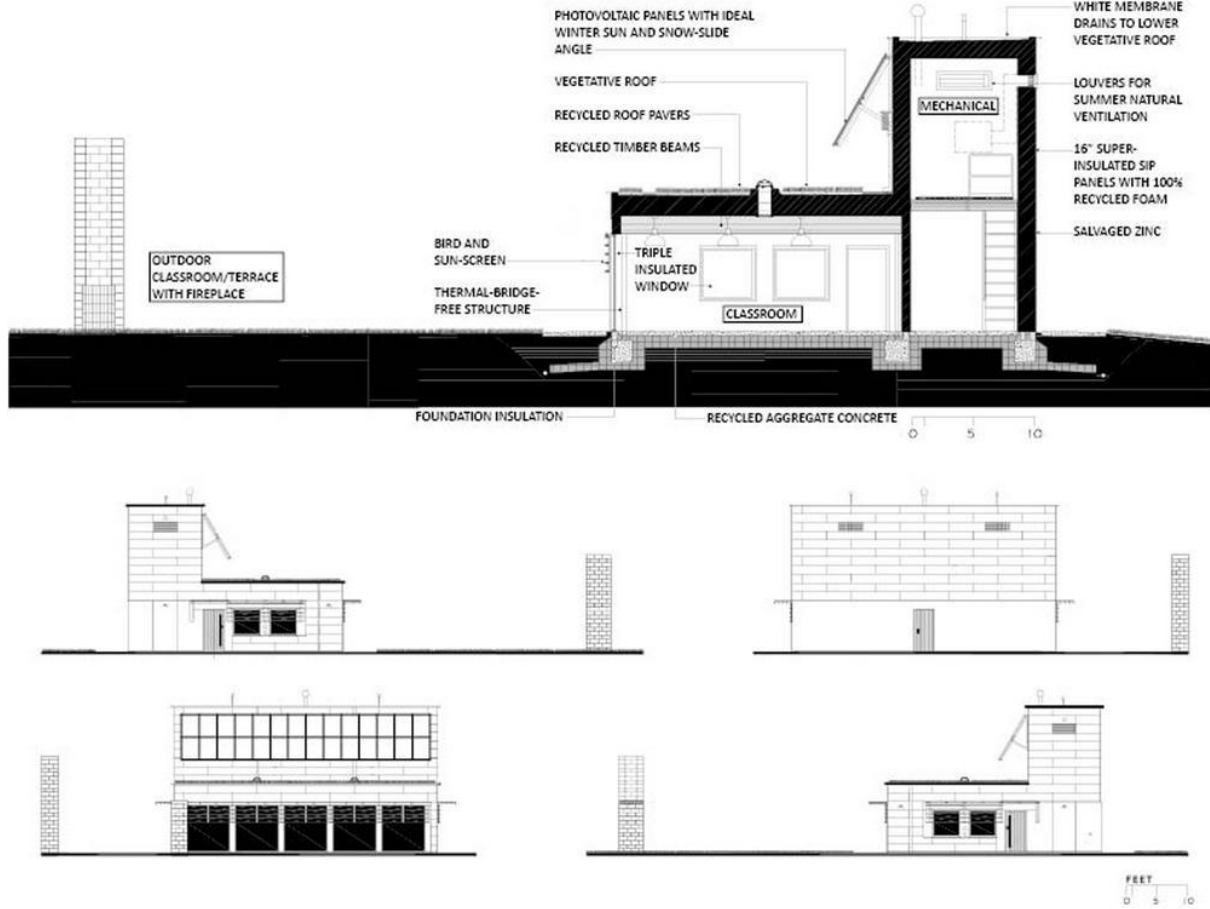 PHOTOVOLTAIC PANELS WITH IDEAL
WINTER SUN AND SNOW-SLIDE
ANGLE
VEGETATIVE ROOF
RECYCLED ROOF PAVERS
RECYCLED TIMBER BEAMS
WHITE MEMBRANE
DRAINS TO LOWER
VEGETATIVE ROOF
LOUVERS FOR
SUMMER NATURAL
VENTILATION
16" SUPER-
INSULATED SIP
PANELS WITH 100%
RECYCLED FOAM
SALVAGED ZINC
MECHANICAL
BIRD AND
SUN-SCREEN
THERMAL-BRIDGE-
FREE STRUCTURE
TRIPLE
INSULATED
WINDOW
CLASSROOM
OUTDOOR
CLASSROOM/TERRACE
WITH FIREPLACE
FOUNDATION INSULATION
RECYCLED AGGREGATE CONCRETE
0 5 10
FEET
0 5 10